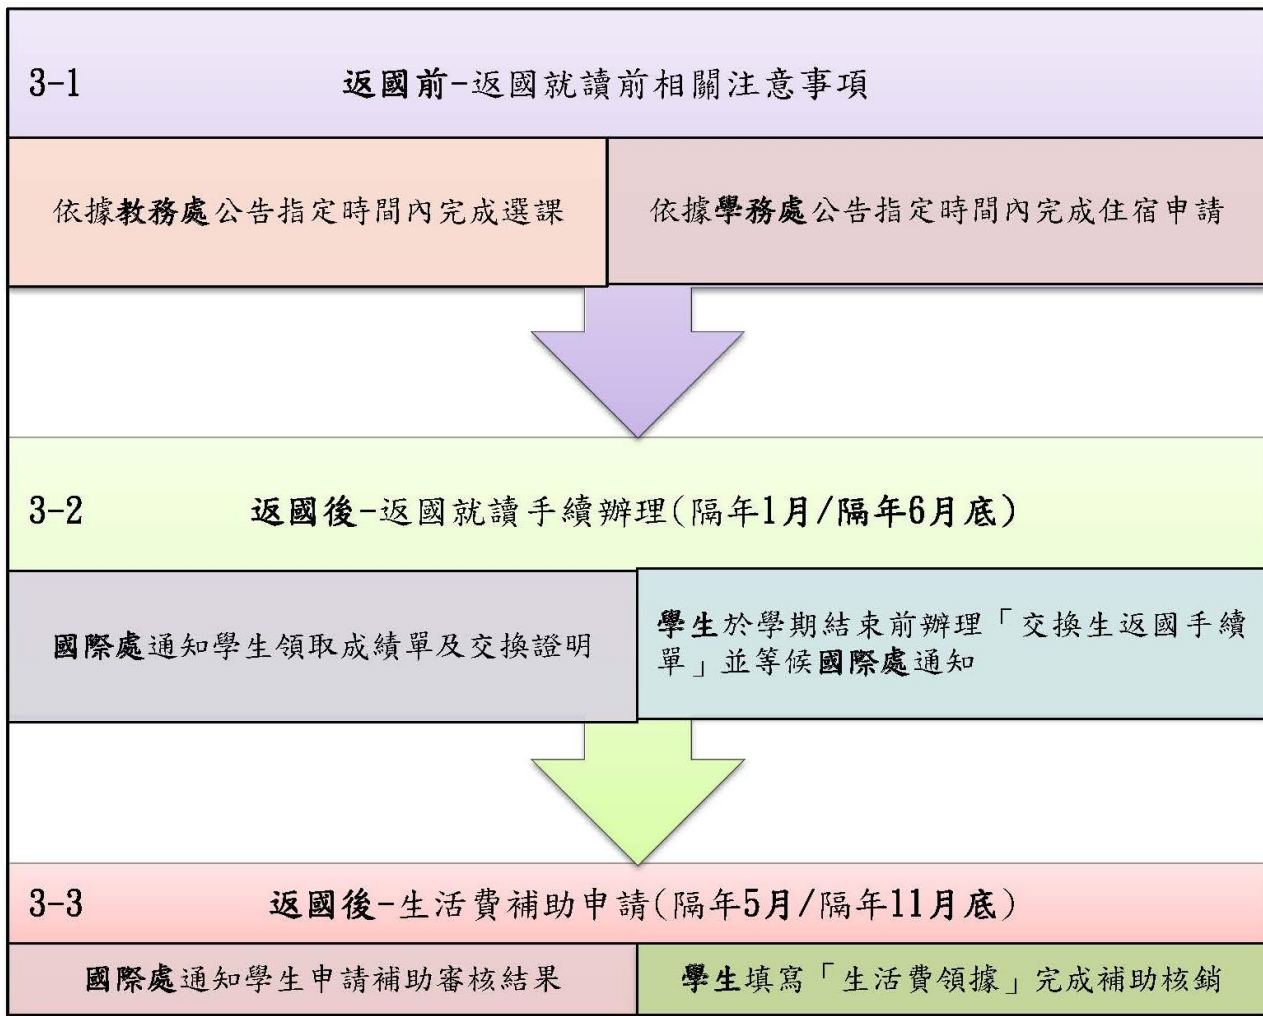 3-1 返國前-返國就讀前相關注意事項
依據教務處公告指定時間內完成選課
依據學務處公告指定時間內完成住宿申請
3-2 返國後-返國就讀手續辦理(隔年1月/隔年6月底)
國際處通知學生領取成績單及交換證明
學生於學期結束前辦理「交換生返國手續
單」並等候國際處通知
3-3 返國後-生活費補助申請(隔年5月/隔年11月底)
國際處通知學生申請補助審核結果
學生填寫「生活費領據」完成補助核銷